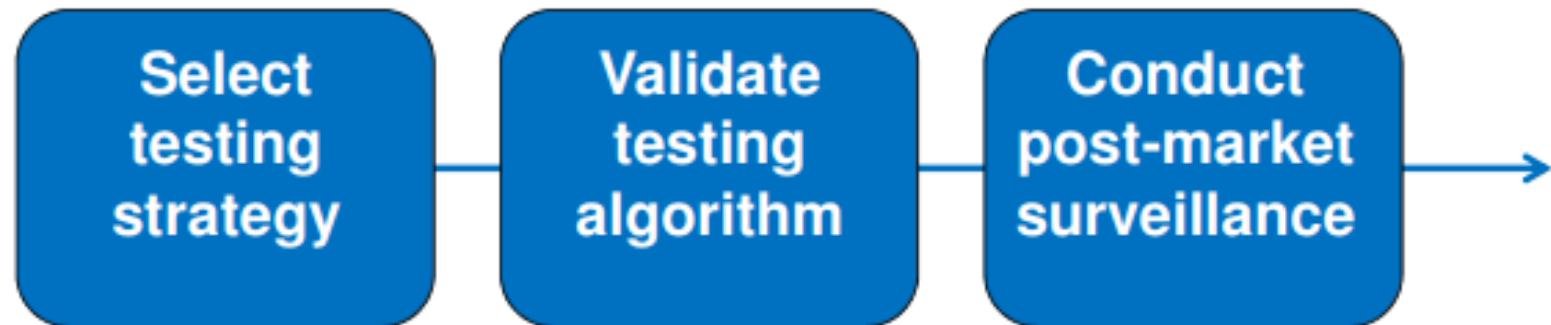 Select
testing
strategy
Validate
testing
algorithm
Conduct
post-market
surveillance